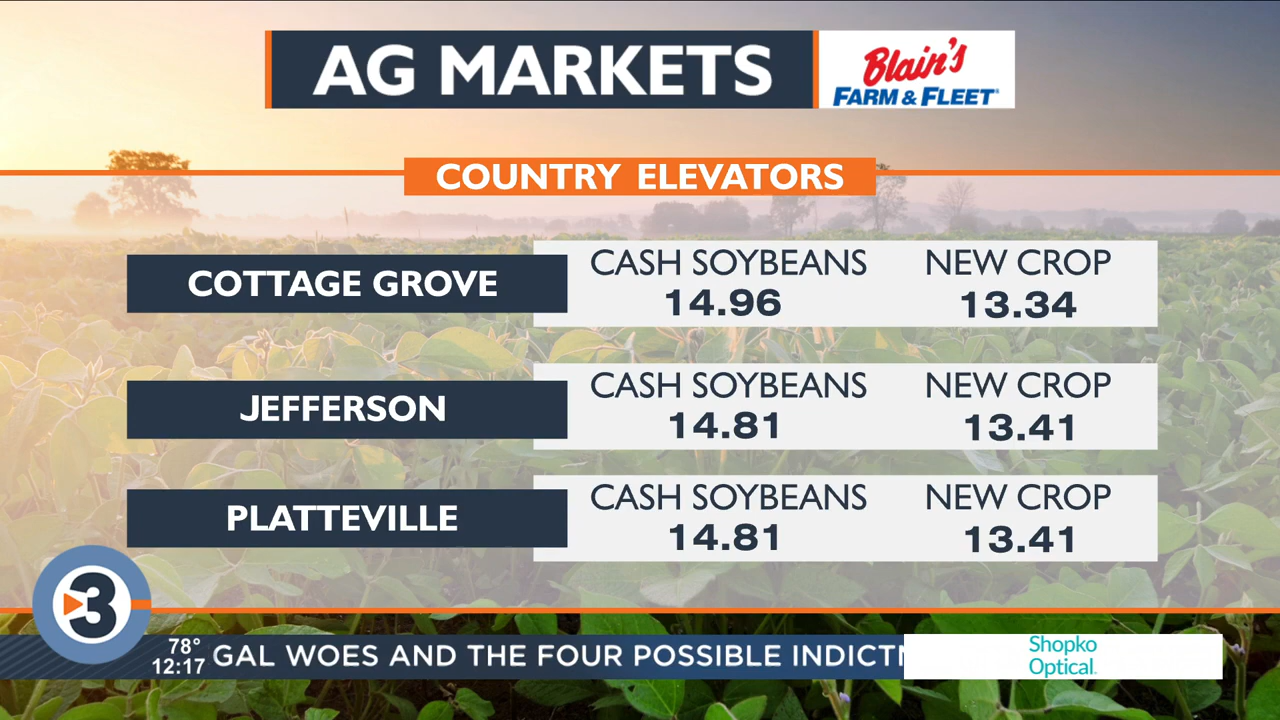 AG MARKETS
Blain's
FARM & FLEET
COUNTRY ELEVATORS
COTTAGE GROVE
CASH SOYBEANS NEW CROP
14.96 13.34
JEFFERSON
CASH SOYBEANS NEW CROP
14.81 13.41
PLATTEVILLE
CASH SOYBEANS NEW CROP
14.81 13.41
3
78°
12:17
GAL WOES AND THE FOUR POSSIBLE INDICT
Shopko
Optical